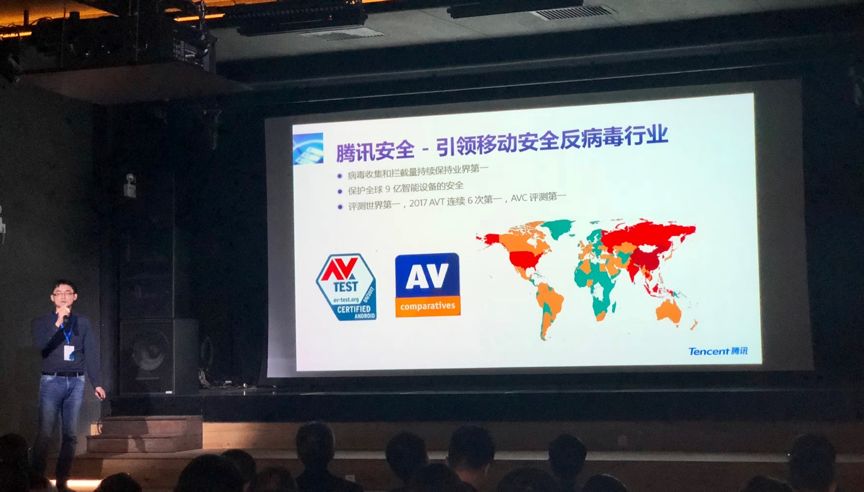 腾讯安全 - 引领移动安全反病毒行业
病毒收集和拦截量持续保持业界第一
保护全球 9 亿智能设备的安全
评测世界第一，2017 AVT 连续 6 次第一，AVC 评测第一
AV
TEST
av-test.org
CERTIFIED
ANDROID
AV
comparatives
Tencent 腾讯